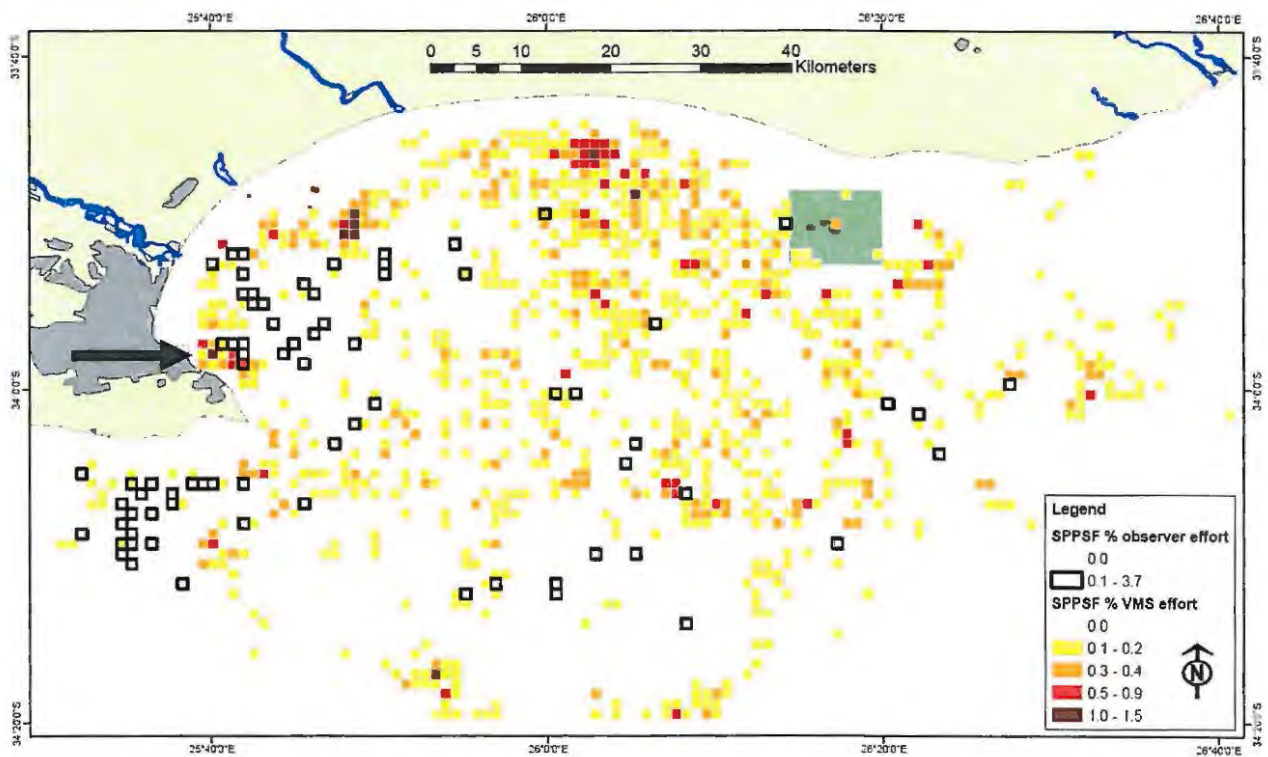 25°40'0"E 26°0'0"E 26°20'0"E 26°40'0"E
33°40'S
33°40'S
0 5 10 20 30 40
Kilometers
34°0'0"S
34°0'0"S
Legend
SPPSF % observer effort
0.0
0.1 - 3.7
SPPSF % VMS effort
0.0
0.1 - 0.2
0.3 - 0.4
0.5 - 0.9
1.0 - 1.5
N
34°20'0"S
34°20'0"S
25°40'0"E 26°0'0"E 26°20'0"E 26°40'0"E